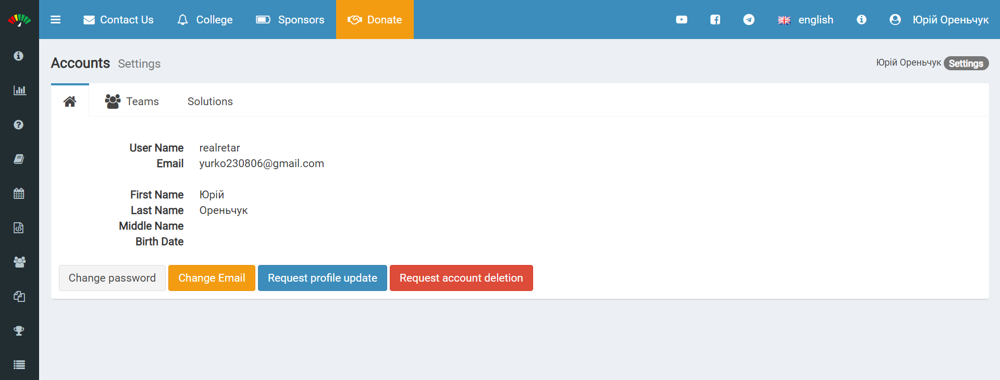 Contact Us College Sponsors Donate english Юрій Ореньчук
Accounts Settings
Юрій Ореньчук Settings
Teams Solutions
User Name realretar
Email yurko230806@gmail.com
First Name Юрій
Last Name Ореньчук
Middle Name
Birth Date
Change password Change Email Request profile update Request account deletion